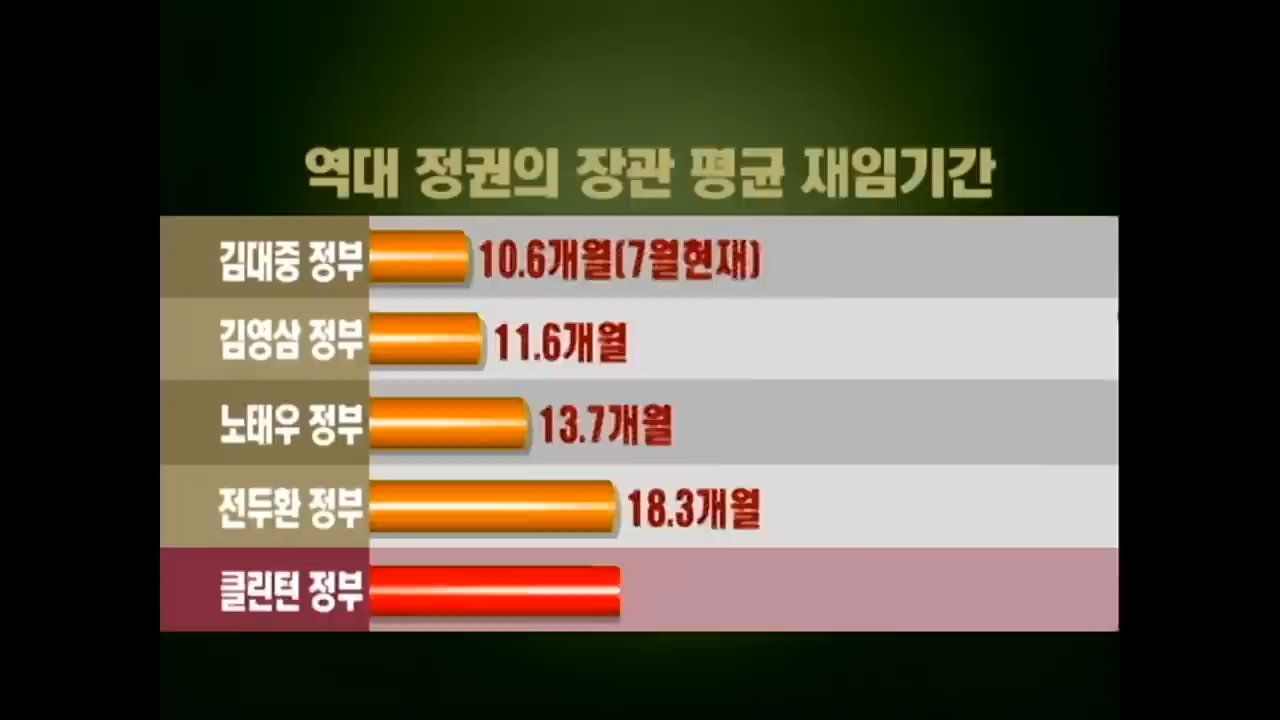 역대 정권의 장관 평균 재임기간
김대중 정부 10.6개월(7월현재)
김영삼 정부 11.6개월
노태우 정부 13.7개월
전두환 정부 18.3개월
클린턴 정부